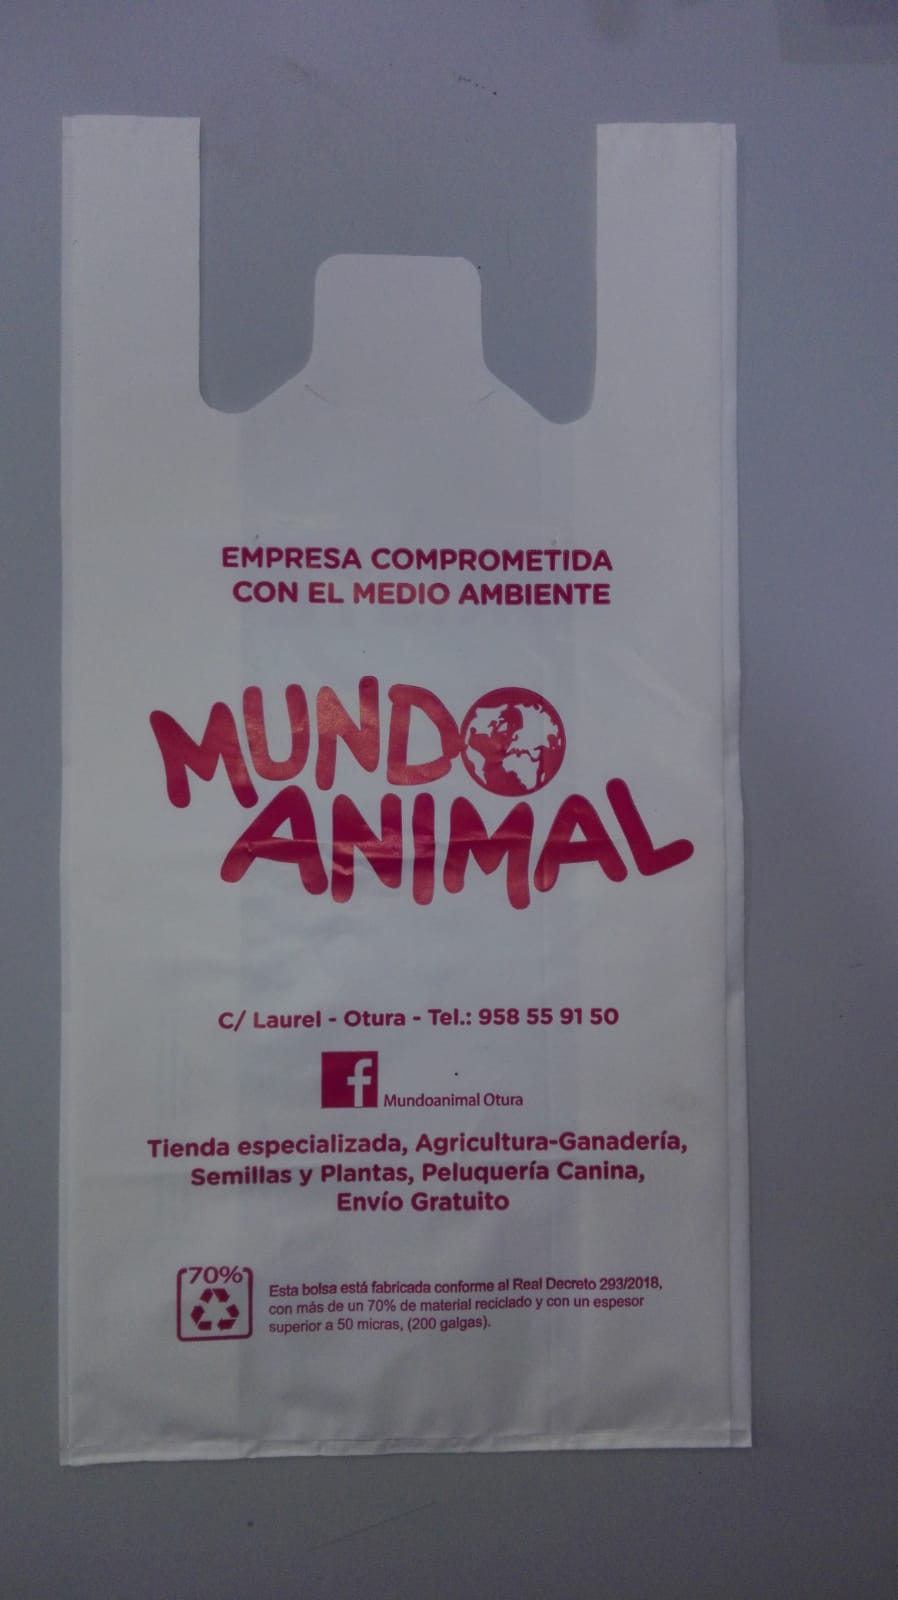 EMPRESA COMPROMETIDA
CON EL MEDIO AMBIENTE
MUNDO
ANIMAL
C/ Laurel - Otura - Tel.: 958 55 91 50
f Mundoanimal Otura
Tienda especializada, Agricultura-Ganadería,
Semillas y Plantas, Peluquería Canina,
Envío Gratuito
70%
Esta bolsa está fabricada conforme al Real Decreto 293/2018,
con más de un 70% de material reciclado y con un espesor
superior a 50 micras, (200 galgas).